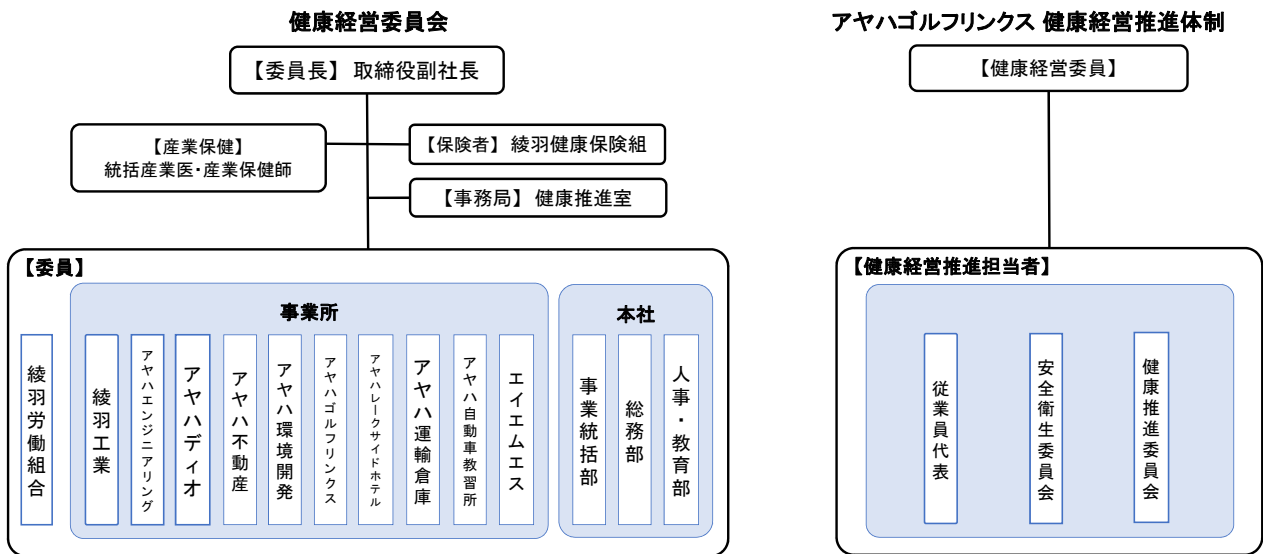 健康経営委員会
【委員長】 取締役副社長
【産業保健】
統括産業医・産業保健師
【保険者】 綾羽健康保険組
【事務局】 健康推進室
【委員】
事業所
本社
綾羽労働組合
綾羽工業
アヤハエンジニアリング
アヤハディオ
アヤハ不動産
アヤハ環境開発
アヤハゴルフリンクス
アヤハレークサイドホテル
アヤハ運輸倉庫
アヤハ自動車教習所
エイエムエス
事業統括部
総務部
人事・教育部
アヤハゴルフリンクス 健康経営推進体制
【健康経営委員】
【健康経営推進担当者】
従業員代表
安全衛生委員会
健康推進委員会